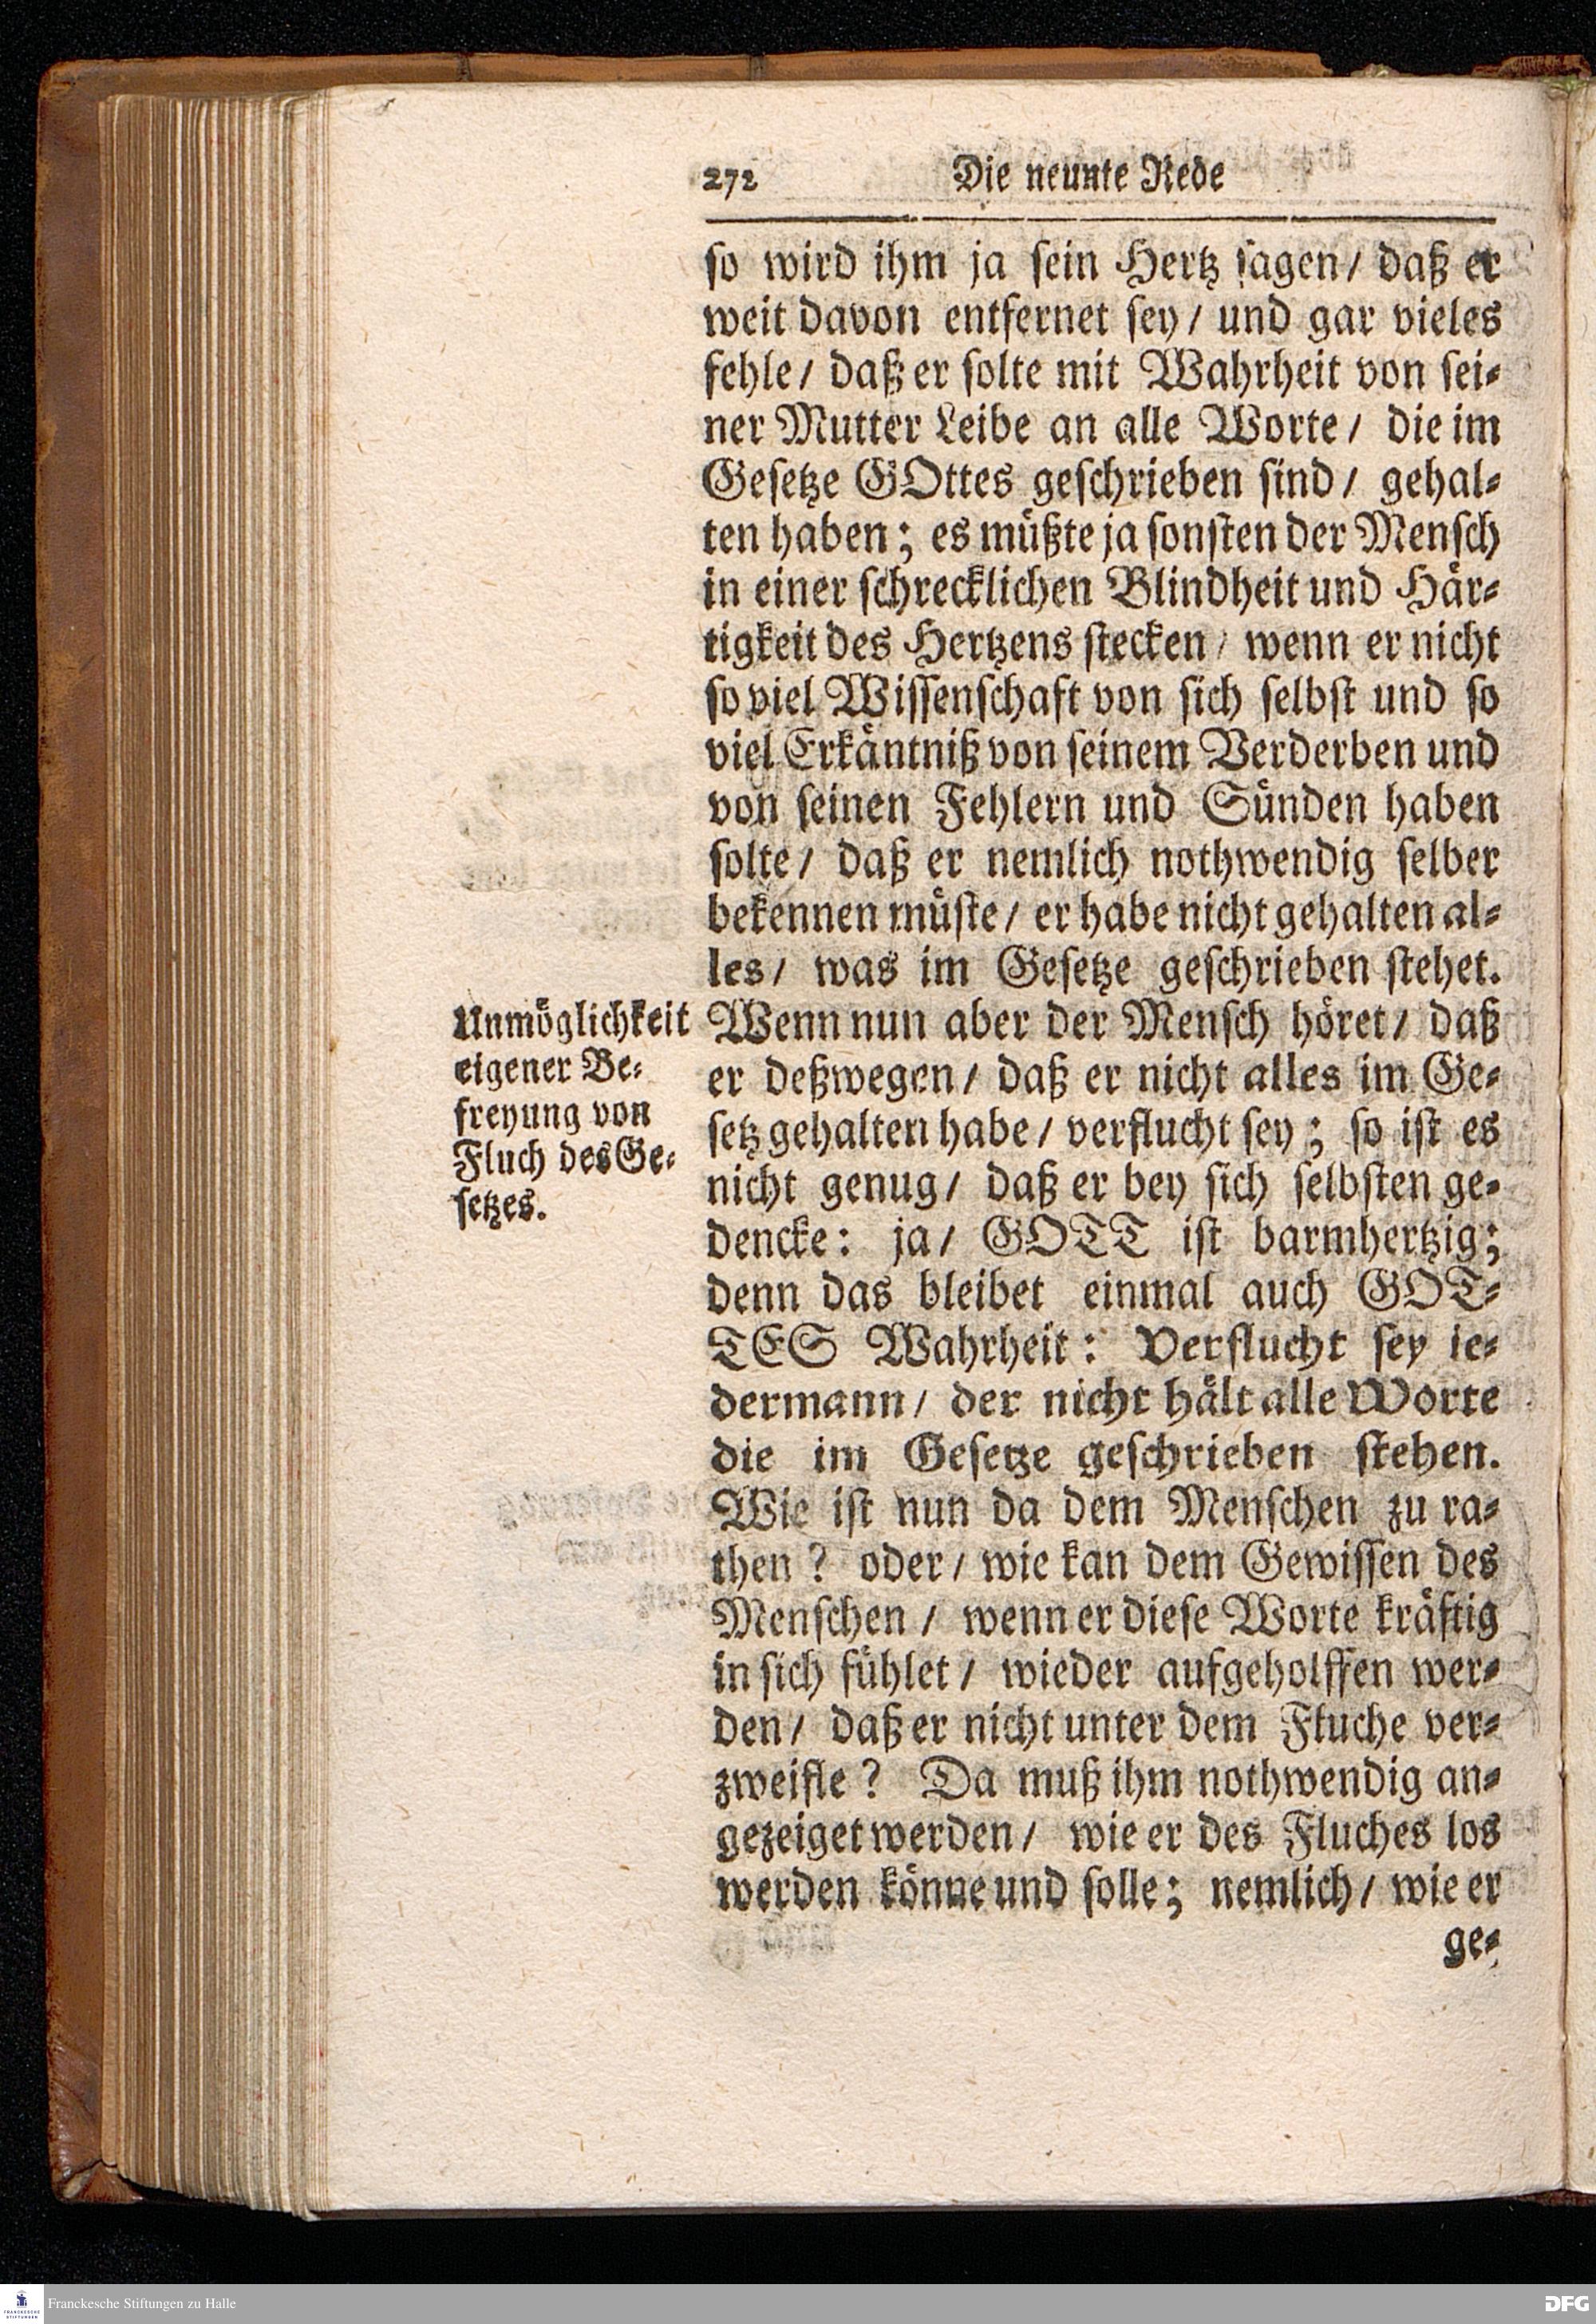 272 Die neunte Rede
so wird ihm ja sein Hertz sagen/ daß er
weit davon entfernet sey/ und gar vieles
fehle/ daß er solte mit Wahrheit von sei-
ner Mutter Leibe an alle Worte/ die im
Gesetze GOttes geschrieben sind/ gehal-
ten haben; es müßte ja sonsten der Mensch
in einer schrecklichen Blindheit und Här-
tigkeit des Hertzens stecken/ wenn er nicht
so viel Wissenschaft von sich selbst und so
viel Erkäntniß von seinem Verderben und
von seinen Fehlern und Sünden haben
solte/ daß er nemlich nothwendig selber
bekennen müste/ er habe nicht gehalten al-
les/ was im Gesetze geschrieben stehet.
Unmöglichkeit
eigener Be-
freyung von
Fluch des Ge-
setzes.
Wenn nun aber der Mensch höret/ daß
er deßwegen/ daß er nicht alles im Ge-
setz gehalten habe/ verflucht sey; so ist es
nicht genug/ daß er bey sich selbsten ge-
dencke: ja/ GOTT ist barmhertzig;
denn das bleibet einmal auch GOT-
TES Wahrheit: Verflucht sey ie-
dermann/ der nicht hält alle Worte
die im Gesetze geschrieben stehen.
Wie ist nun da dem Menschen zu ra-
then? oder/ wie kan dem Gewissen des
Menschen/ wenn er diese Worte kräftig
in sich fühlet/ wieder aufgeholffen wer-
den/ daß er nicht unter dem Fluche ver-
zweifle? Da muß ihm nothwendig an-
gezeiget werden/ wie er des Fluches los
werden könne und solle; nemlich/ wie er
ge-
FRANCKESCHE STIFTUNGEN
Franckesche Stiftungen zu Halle
DFG